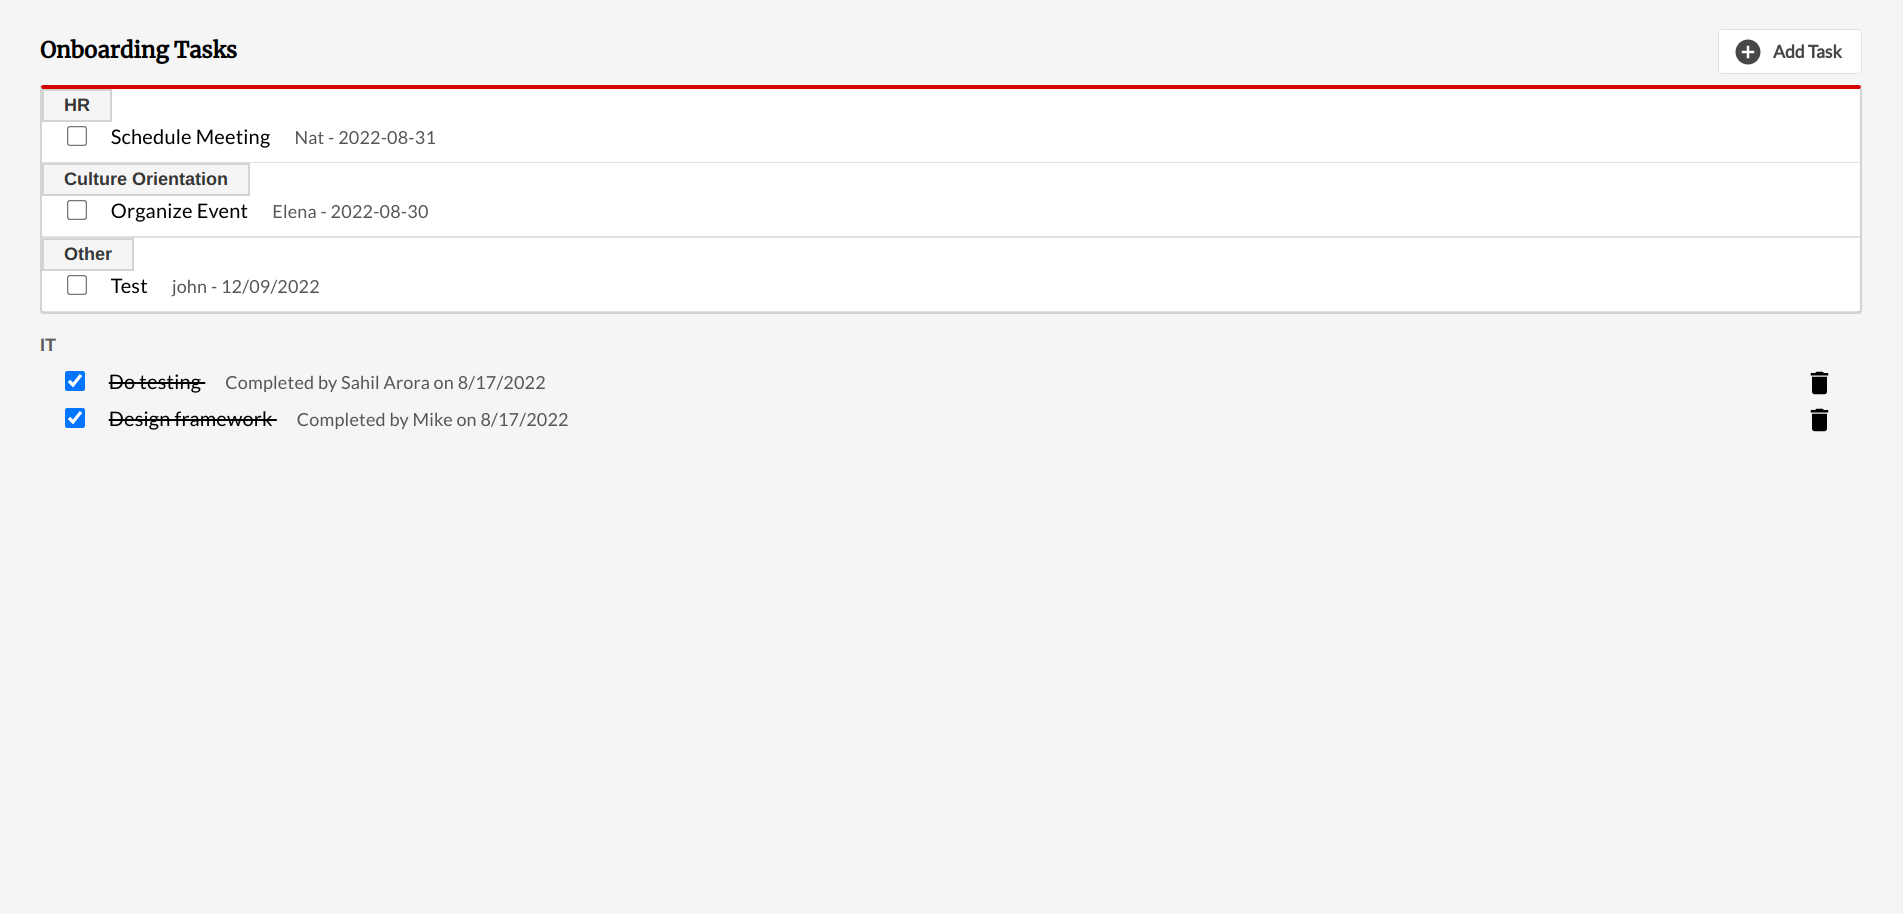 Onboarding Tasks
Add Task
HR
Schedule Meeting Nat - 2022-08-31
Culture Orientation
Organize Event Elena - 2022-08-30
Other
Test john - 12/09/2022
IT
Do testing Completed by Sahil Arora on 8/17/2022
Design framework Completed by Mike on 8/17/2022